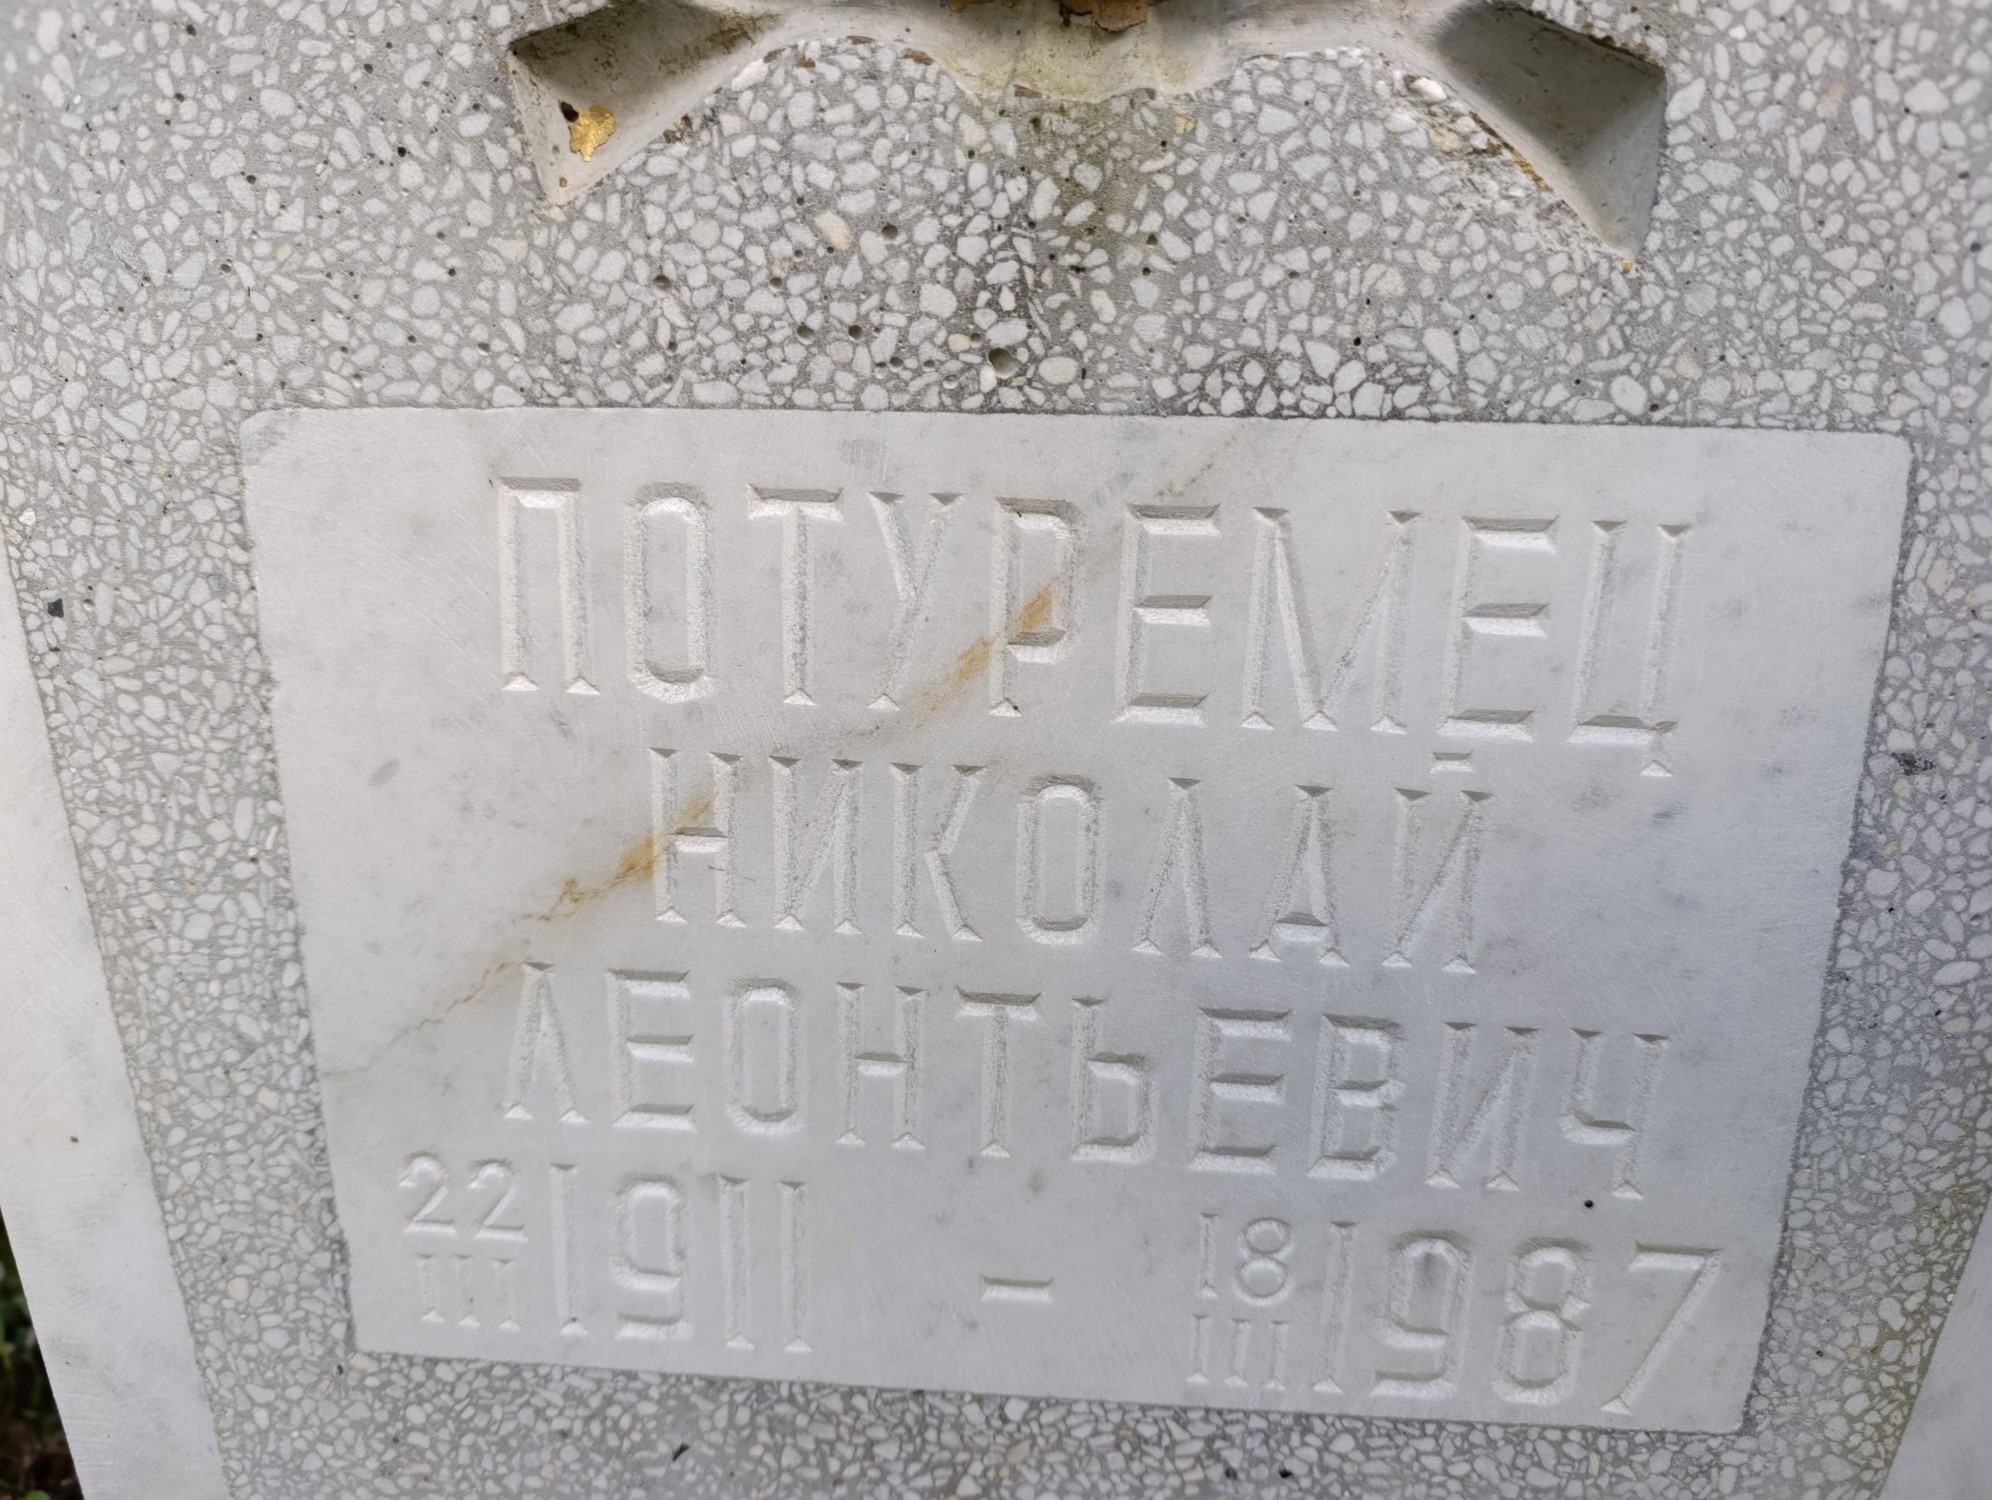 ПОТУРЕМЕЦ
НИКОЛАЙ
ЛЕОНТЬЕВИЧ
22 III 1911 - 18 III 1987